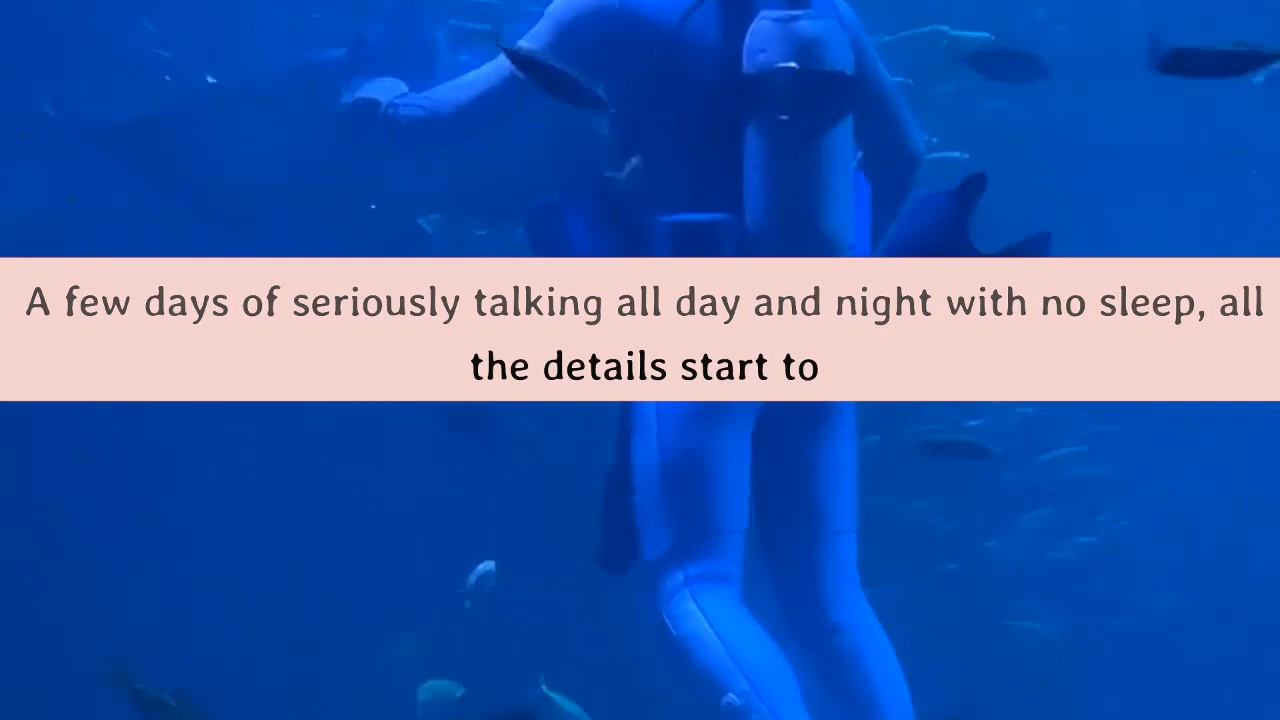 A few days of seriously talking all day and night with no sleep, all
the details start to